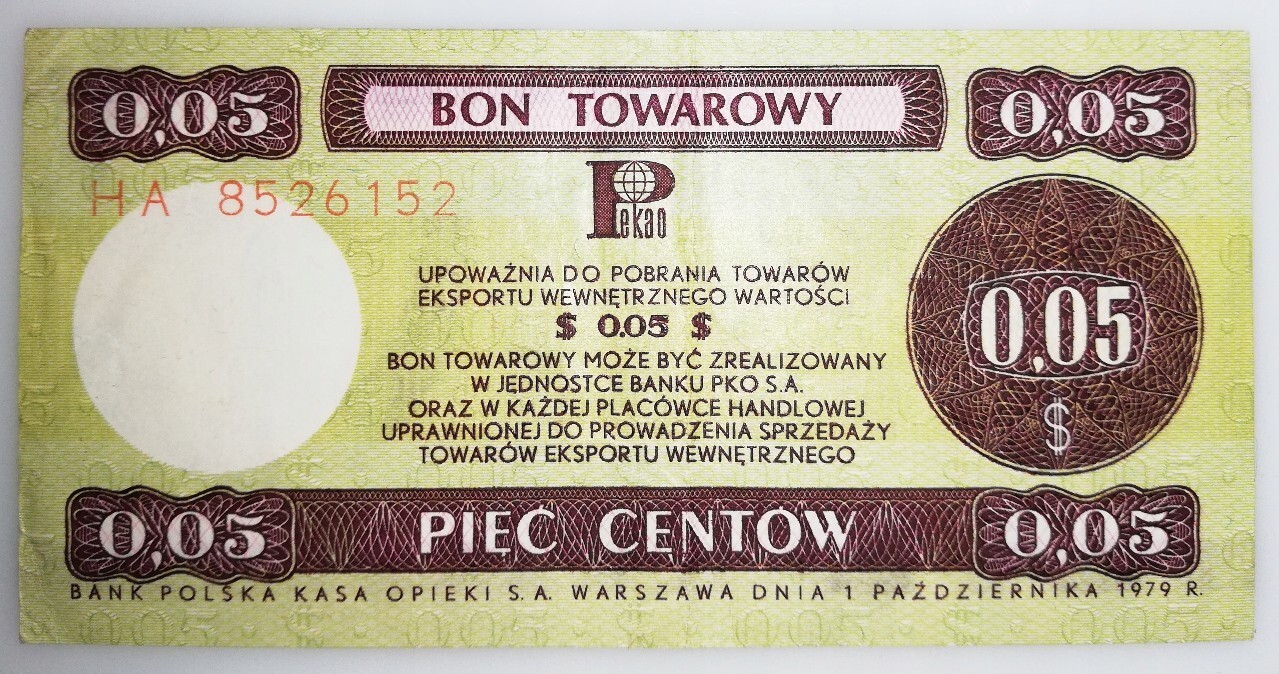 0,05 BON TOWAROWY 0,05
HA 8526152
Pekao
UPOWAŻNIA DO POBRANIA TOWARÓW
EKSPORTU WEWNĘTRZNEGO WARTOŚCI
$ 0.05 $
BON TOWAROWY MOŻE BYĆ ZREALIZOWANY
W JEDNOSTCE BANKU PKO S.A.
ORAZ W KAŻDEJ PLACÓWCE HANDLOWEJ
UPRAWNIONEJ DO PROWADZENIA SPRZEDAŻY
TOWARÓW EKSPORTU WEWNĘTRZNEGO
0,05
$
0,05 PIĘĆ CENTÓW 0,05
BANK POLSKA KASA OPIEKI S.A. WARSZAWA DNIA 1 PAŹDZIERNIKA 1979 R.